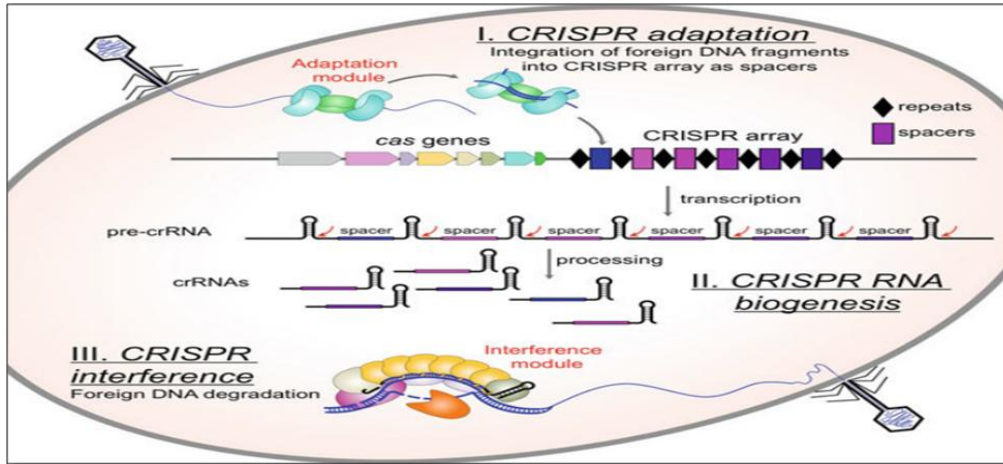 I. CRISPR adaptation
Integration of foreign DNA fragments
into CRISPR array as spacers
Adaptation
module
repeats
spacers
cas genes
CRISPR array
transcription
pre-crRNA
spacer spacer spacer spacer spacer spacer
processing
crRNAs
II. CRISPR RNA
biogenesis
III. CRISPR
interference
Foreign DNA degradation
Interference
module